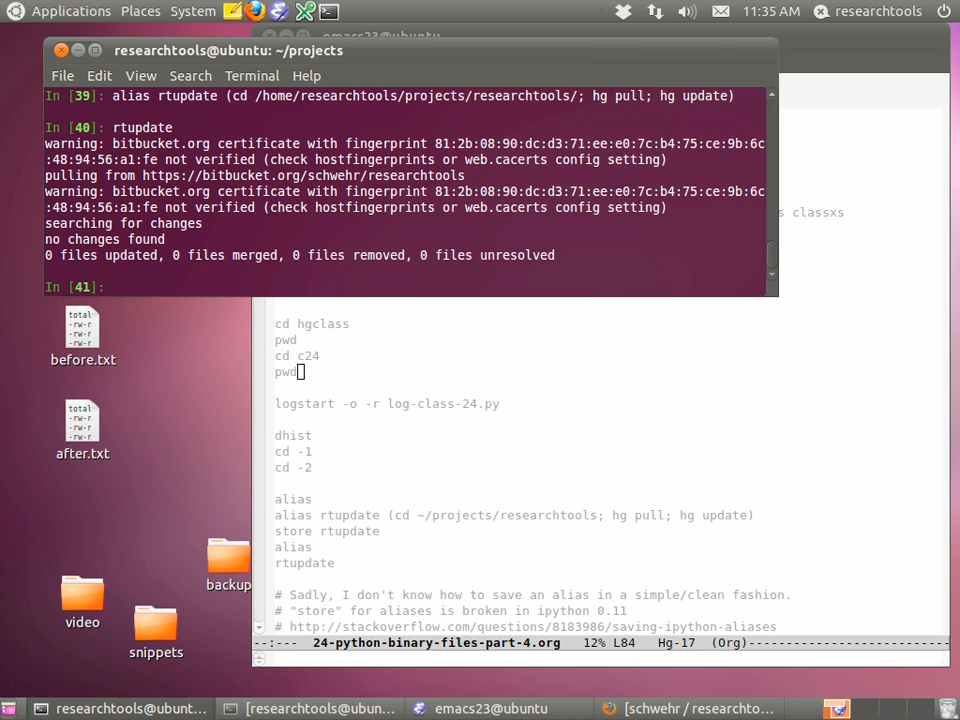 Applications Places System 11:35 AM researchtools
emacs23@ubuntu
researchtools@ubuntu: ~/projects
File Edit View Search Terminal Help
In [39]: alias rtupdate (cd /home/researchtools/projects/researchtools/; hg pull; hg update)
In [40]: rtupdate
warning: bitbucket.org certificate with fingerprint 81:2b:08:90:dc:d3:71:ee:e0:7c:b4:75:ce:9b:6c
:48:94:56:a1:fe not verified (check hostfingerprints or web.cacerts config setting)
pulling from https://bitbucket.org/schwehr/researchtools
warning: bitbucket.org certificate with fingerprint 81:2b:08:90:dc:d3:71:ee:e0:7c:b4:75:ce:9b:6c
:48:94:56:a1:fe not verified (check hostfingerprints or web.cacerts config setting)
searching for changes
no changes found
0 files updated, 0 files merged, 0 files removed, 0 files unresolved
In [41]:
s classxs
cd hgclass
pwd
cd c24
pwd
logstart -o -r log-class-24.py
dhist
cd -1
cd -2
alias
alias rtupdate (cd ~/projects/researchtools; hg pull; hg update)
store rtupdate
alias
rtupdate
# Sadly, I don't know how to save an alias in a simple/clean fashion.
# "store" for aliases is broken in ipython 0.11
# http://stackoverflow.com/questions/8183986/saving-ipython-aliases
--:--- 24-python-binary-files-part-4.org 12% L84 Hg-17 (Org)-------------------------
total
-rw-r
-rw-r
before.txt
total
-rw-r
-rw-r
after.txt
backup
video
snippets
researchtools@ubunt... [researchtools@ubun... emacs23@ubuntu [schwehr / researchto...